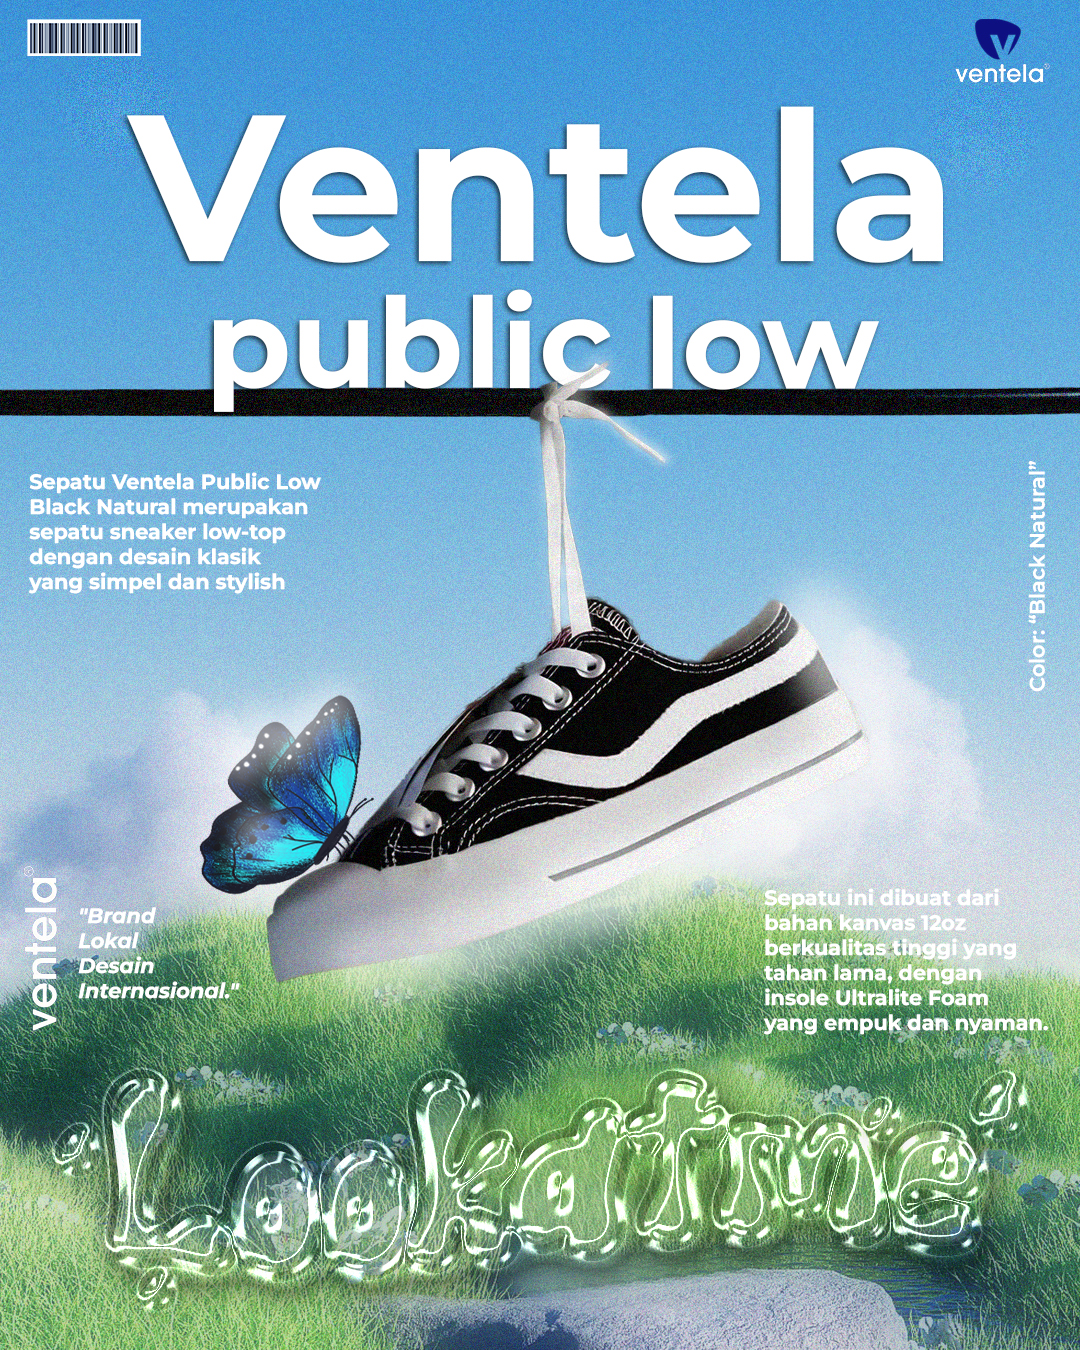 ventela®
Ventela
public low
Sepatu Ventela Public Low
Black Natural merupakan
sepatu sneaker low-top
dengan desain klasik
yang simpel dan stylish
Color: “Black Natural”
ventela®
"Brand
Lokal
Desain
Internasional."
Sepatu ini dibuat dari
bahan kanvas 12oz
berkualitas tinggi yang
tahan lama, dengan
insole Ultralite Foam
yang empuk dan nyaman.
Lookatme